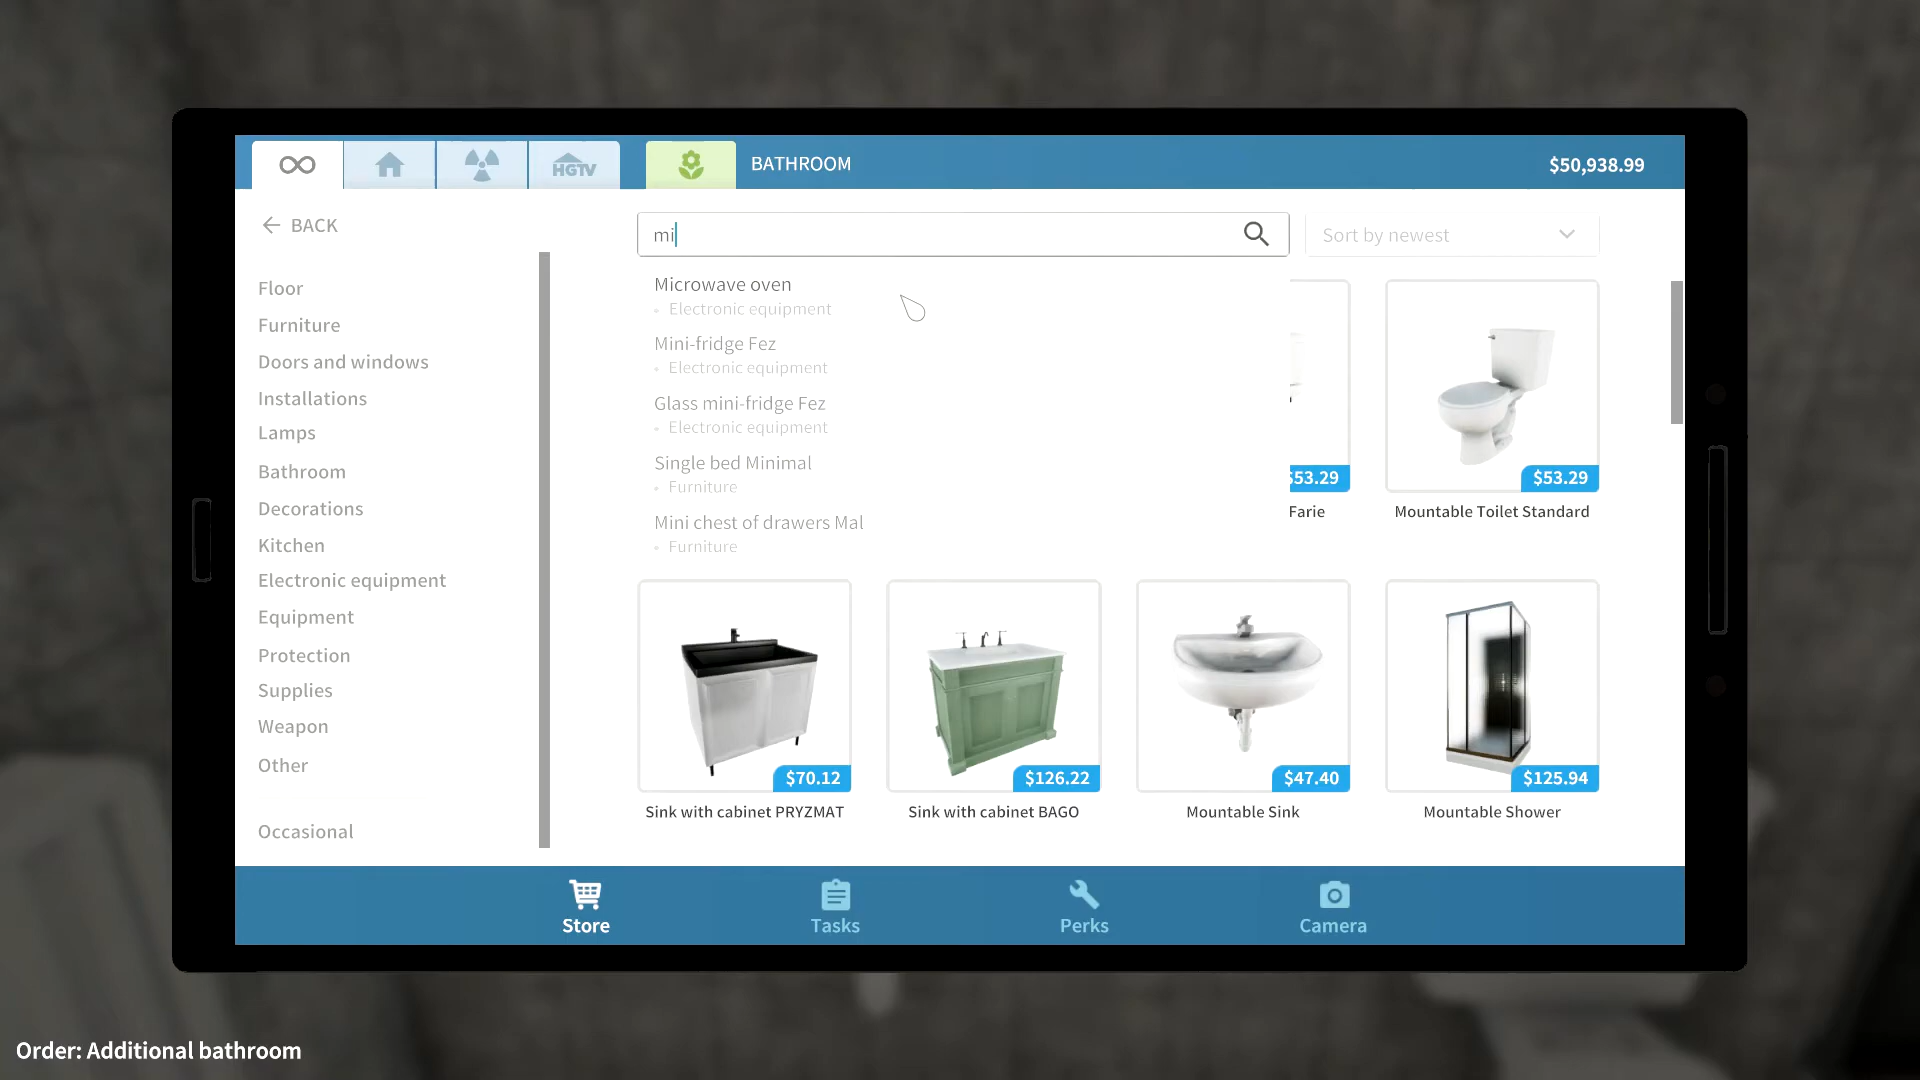 HGTV
BATHROOM
$50,938.99
BACK
mi
Sort by newest
Floor
Furniture
Doors and windows
Installations
Lamps
Bathroom
Decorations
Kitchen
Electronic equipment
Equipment
Protection
Supplies
Weapon
Other
Occasional
Microwave oven
Electronic equipment
Mini-fridge Fez
Electronic equipment
Glass mini-fridge Fez
Electronic equipment
Single bed Minimal
Furniture
Mini chest of drawers Mal
Furniture
$53.29
Farie
$53.29
Mountable Toilet Standard
$70.12
Sink with cabinet PRYZMAT
$126.22
Sink with cabinet BAGO
$47.40
Mountable Sink
$125.94
Mountable Shower
Store
Tasks
Perks
Camera
Order: Additional bathroom